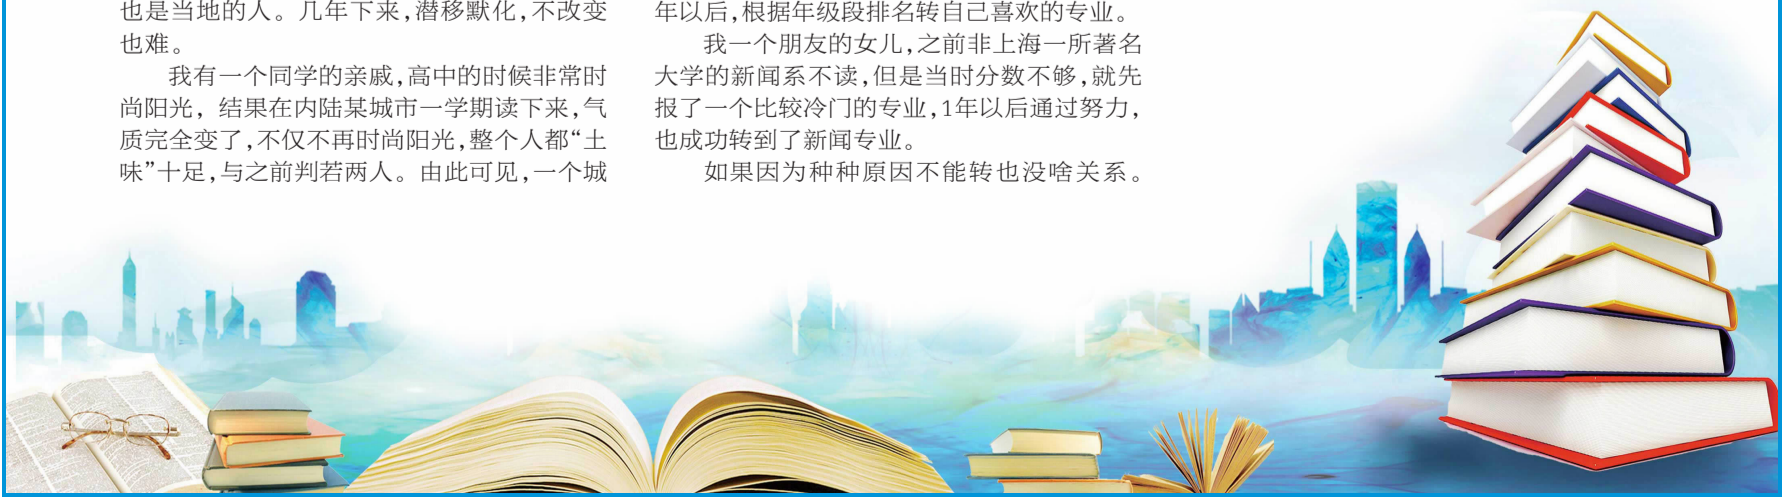 也是当地的人。几年下来,潜移默化,不改变
也难。
我有一个同学的亲戚,高中的时候非常时
尚阳光，结果在内陆某城市一学期读下来,气
质完全变了,不仅不再时尚阳光,整个人都“土
味”十足,与之前判若两人。由此可见,一个城
年以后,根据年级段排名转自己喜欢的专业。
我一个朋友的女儿,之前非上海一所著名
大学的新闻系不读,但是当时分数不够,就先
报了一个比较冷门的专业,1年以后通过努力,
也成功转到了新闻专业。
如果因为种种原因不能转也没啥关系。